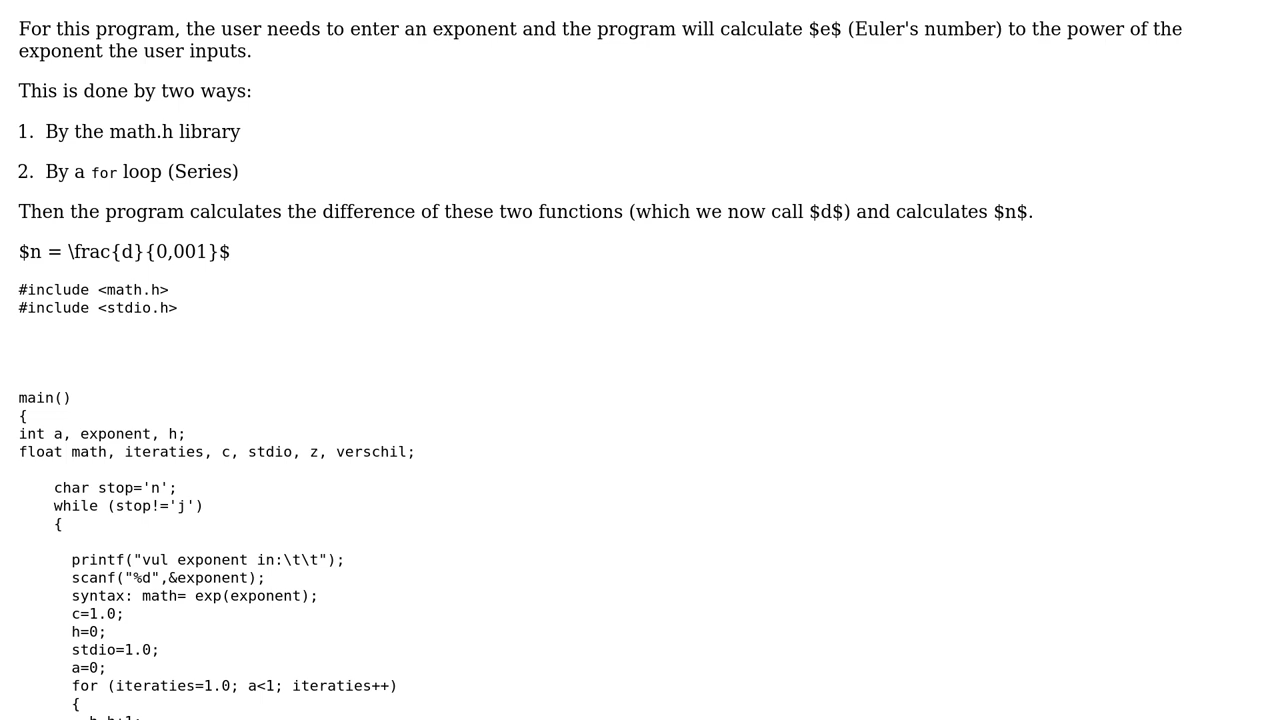 For this program, the user needs to enter an exponent and the program will calculate $e$ (Euler's number) to the power of the
exponent the user inputs.
This is done by two ways:
1. By the math.h library
2. By a for loop (Series)
Then the program calculates the difference of these two functions (which we now call $d$) and calculates $n$.
$n = \frac{d}{0,001}$
#include <math.h>
#include <stdio.h>
main()
{
int a, exponent, h;
float math, iteraties, c, stdio, z, verschil;
char stop='n';
while (stop!='j')
{
printf("vul exponent in:\t\t");
scanf("%d",&exponent);
syntax: math= exp(exponent);
c=1.0;
h=0;
stdio=1.0;
a=0;
for (iteraties=1.0; a<1; iteraties++)
{